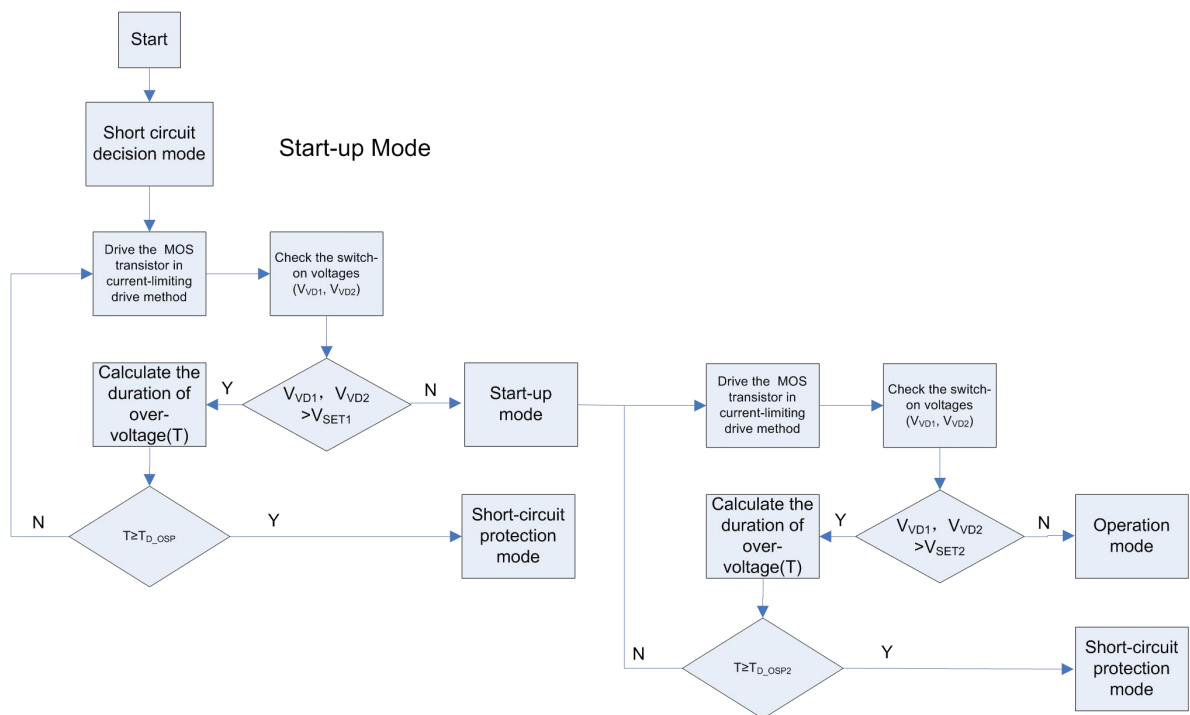 Start
Short circuit
decision mode
Start-up Mode
Drive the MOS
transistor in
current-limiting
drive method
Check the switch-
on voltages
(VVD1, VVD2)
Calculate the
duration of
over-
voltage(T)
Y
VVD1, VVD2
>VSET1
N
Start-up
mode
Drive the MOS
transistor in
current-limiting
drive method
Check the switch-
on voltages
(VVD1, VVD2)
N
T≥TD_OSP
Y
Short-circuit
protection
mode
Calculate the
duration of
over-
voltage(T)
Y
VVD1, VVD2
>VSET2
N
Operation
mode
N
T≥TD_OSP2
Y
Short-circuit
protection
mode